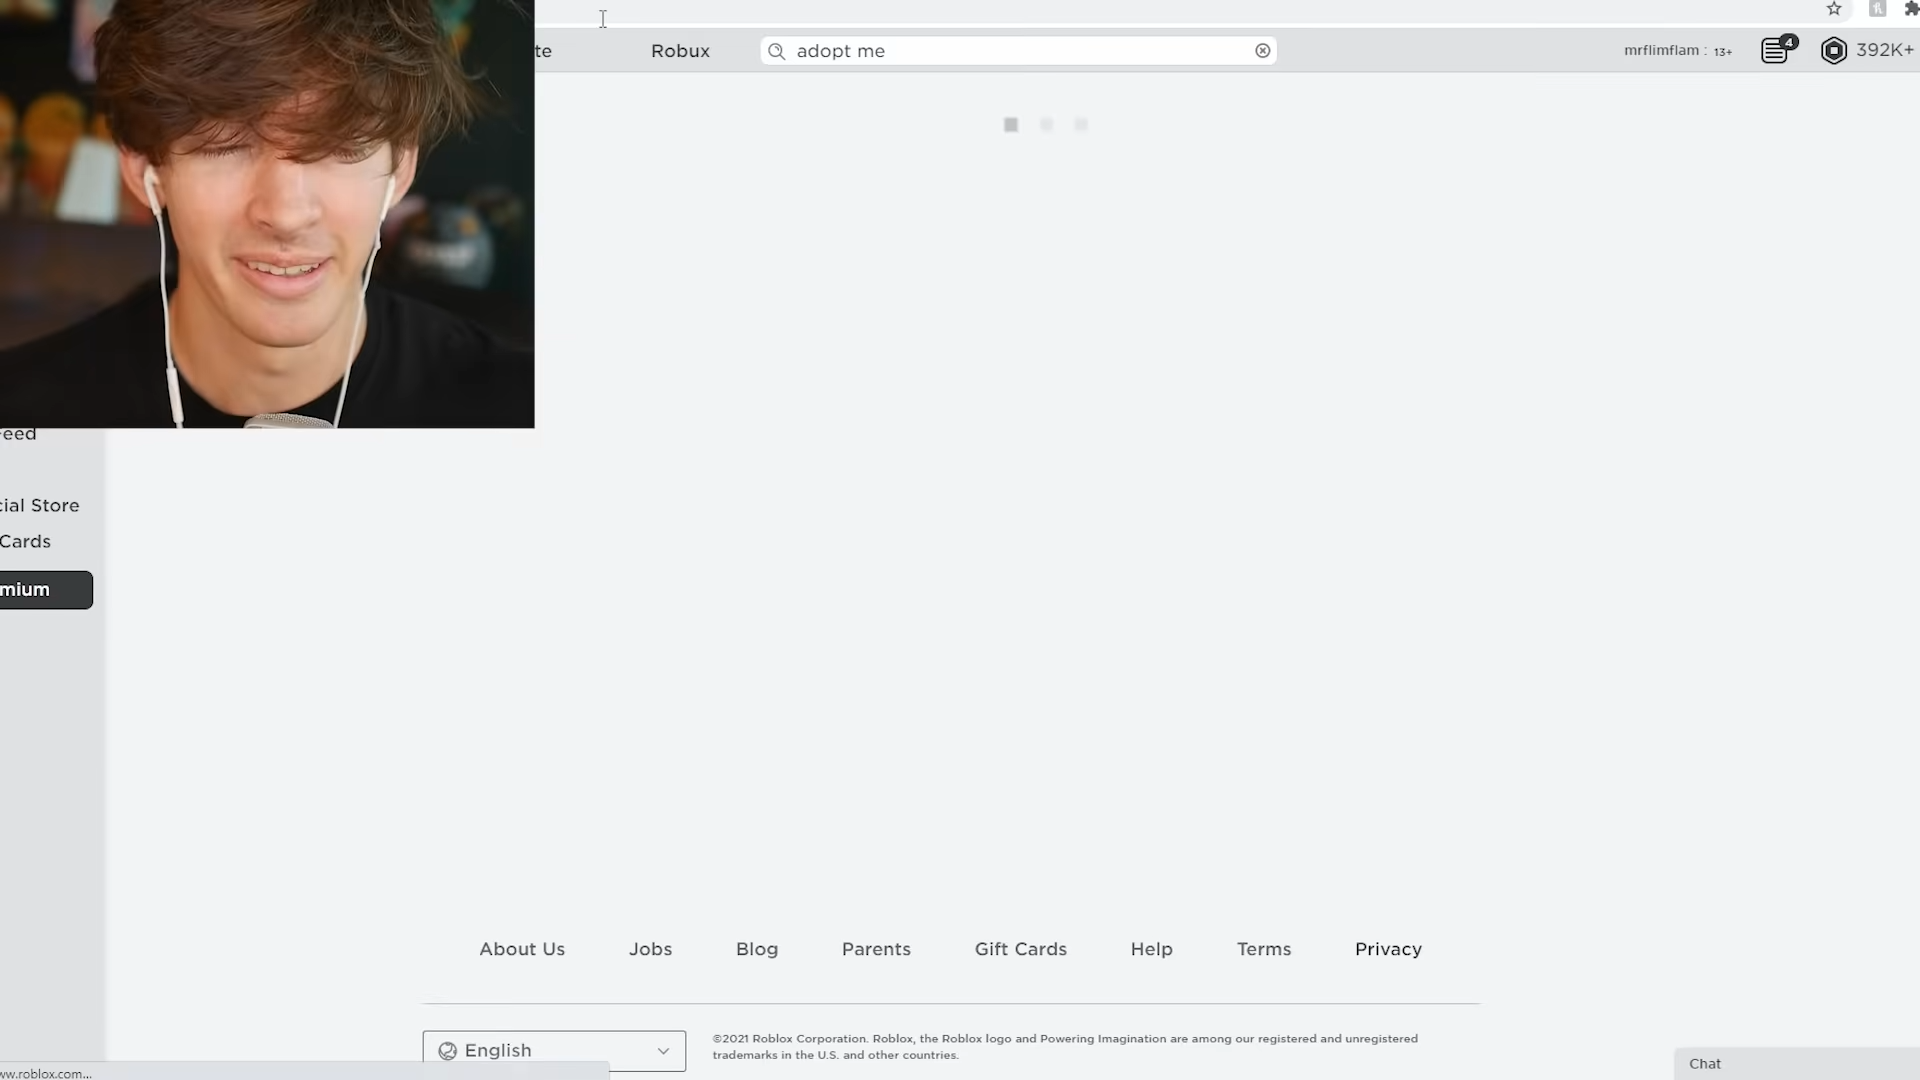 te
Robux
adopt me
mrflimflam : 13+
4
392K+
Feed
cial Store
Cards
mium
About Us
Jobs
Blog
Parents
Gift Cards
Help
Terms
Privacy
English
©2021 Roblox Corporation. Roblox, the Roblox logo and Powering Imagination are among our registered and unregistered
trademarks in the U.S. and other countries.
ww.roblox.com...
Chat